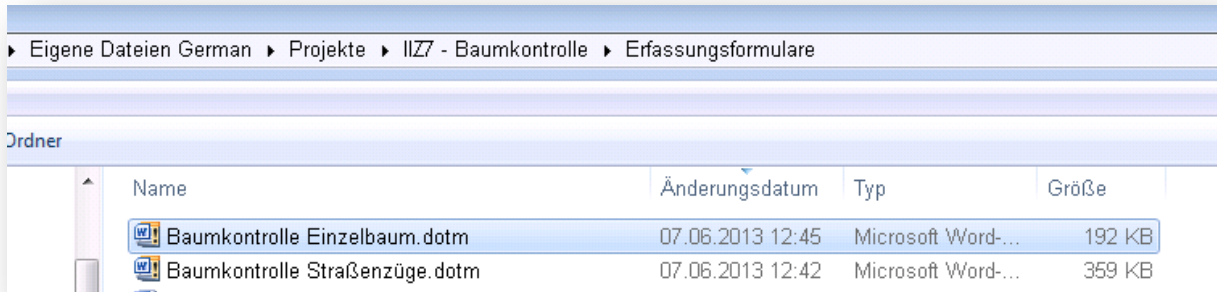 Eigene Dateien German ▸ Projekte ▸ IIZ7 - Baumkontrolle ▸ Erfassungsformulare
Ordner
Name Änderungsdatum Typ Größe
Baumkontrolle Einzelbaum.dotm 07.06.2013 12:45 Microsoft Word-... 192 KB
Baumkontrolle Straßenzüge.dotm 07.06.2013 12:42 Microsoft Word-... 359 KB